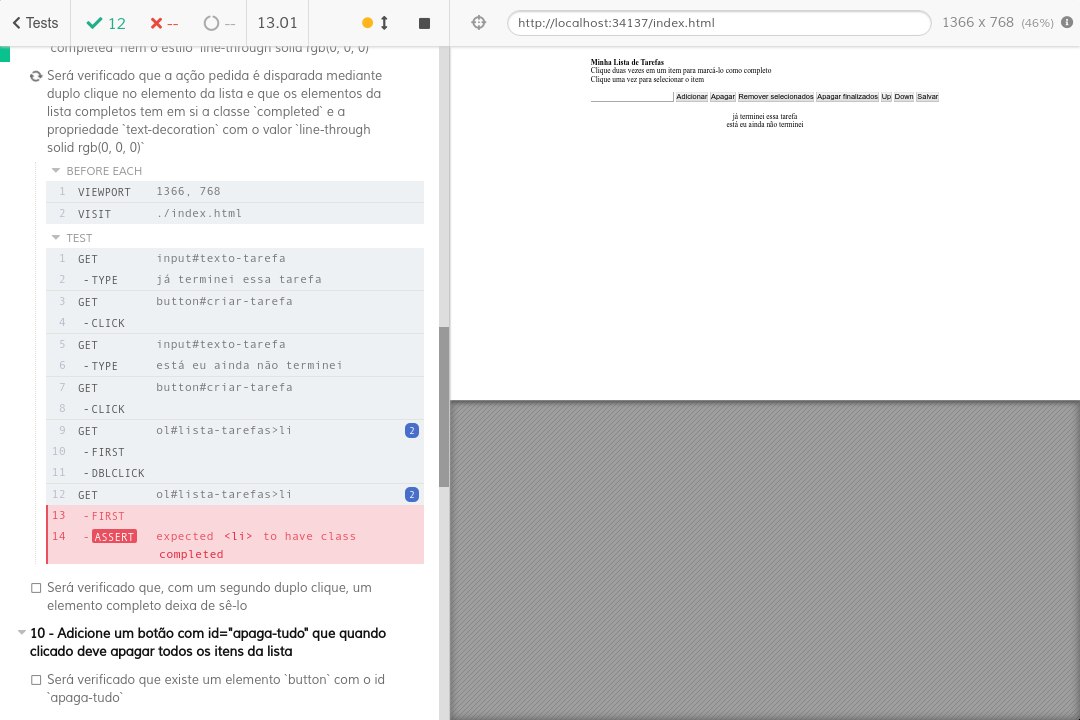 Tests
12
--
--
13.01
http://localhost:34137/index.html
1366 x 768 (46%)
`completed` nem o estilo `line-through solid rgb(0, 0, 0)`
Será verificado que a ação pedida é disparada mediante
duplo clique no elemento da lista e que os elementos da
lista completos tem em si a classe `completed` e a
propriedade `text-decoration` com o valor `line-through
solid rgb(0, 0, 0)`
BEFORE EACH
1 VIEWPORT 1366, 768
2 VISIT ./index.html
TEST
1 GET input#texto-tarefa
2 -TYPE já terminei essa tarefa
3 GET button#criar-tarefa
4 -CLICK
5 GET input#texto-tarefa
6 -TYPE está eu ainda não terminei
7 GET button#criar-tarefa
8 -CLICK
9 GET ol#lista-tarefas>li 2
10 -FIRST
11 -DBLCLICK
12 GET ol#lista-tarefas>li 2
13 -FIRST
14 -ASSERT expected <li> to have class
completed
Será verificado que, com um segundo duplo clique, um
elemento completo deixa de sê-lo
10 - Adicione um botão com id="apaga-tudo" que quando
clicado deve apagar todos os itens da lista
Será verificado que existe um elemento `button` com o id
`apaga-tudo`
Minha Lista de Tarefas
Clique duas vezes em um item para marcá-lo como completo
Clique uma vez para selecionar o item
Adicionar Apagar Remover selecionados Apagar finalizados Up Down Salvar
já terminei essa tarefa
está eu ainda não terminei